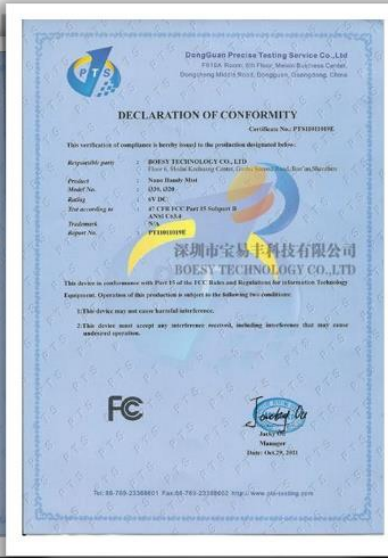 PTS
DongGuan Precise Testing Service Co.,Ltd
Dongcheng Middle Road, Dongguan, Guangdong, China
DECLARATION OF CONFORMITY
Certificate No.:
This verification of compliance is hereby issued to the production designated below.
Responsible party : BOESY TECHNOLOGY CO., LTD
Product : Nano Handy Mist
Model No. :
Rating : 6V DC
Test according to : 47 CFR FCC Part 15 Subpart B
ANSI C63.4
Trademark : N/A
Report No. :
深圳市宝易丰科技有限公司
BOESY TECHNOLOGY CO.,LTD
This device in conformance with Part 15 of the FCC Rules and Regulations for information Technology
Equipment. Operation of this production is subject to the following two conditions:
1:This device may not cause harmful interference.
2:This device must accept any interference received, including interference that may cause
undesired operation.
FC
Manager
Date: Oct.29, 2011